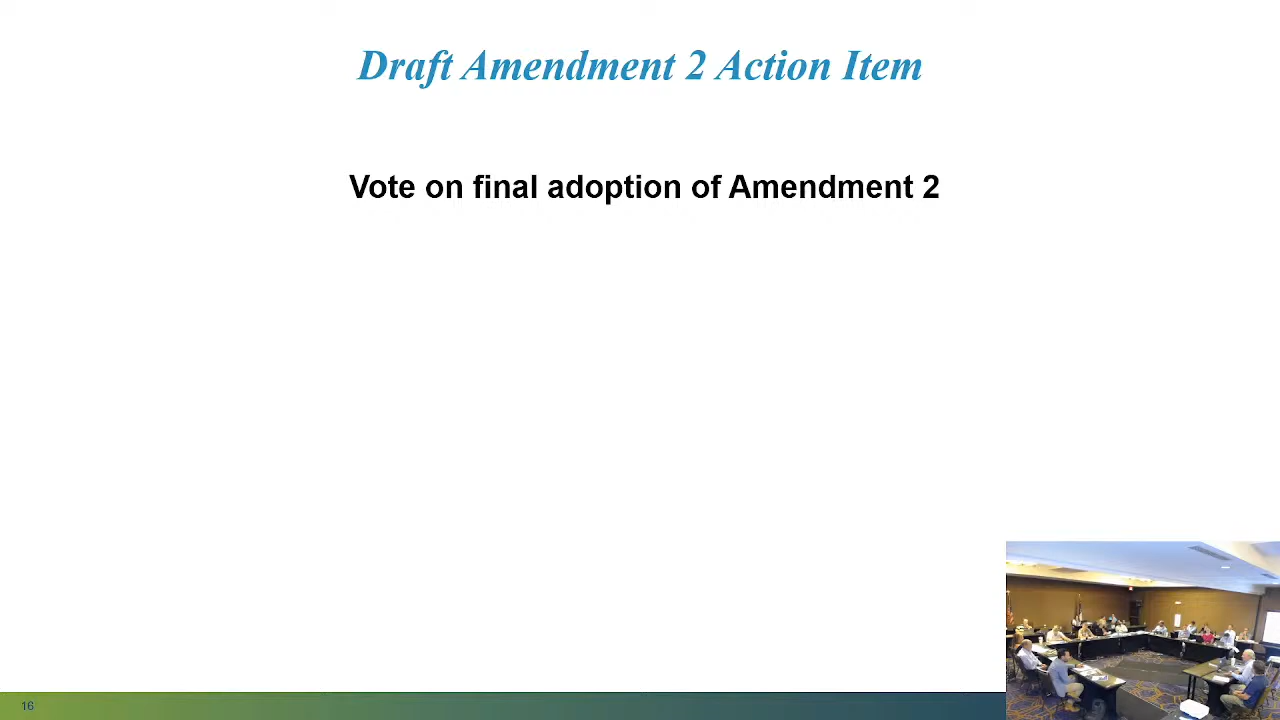 Draft Amendment 2 Action Item
Vote on final adoption of Amendment 2
16